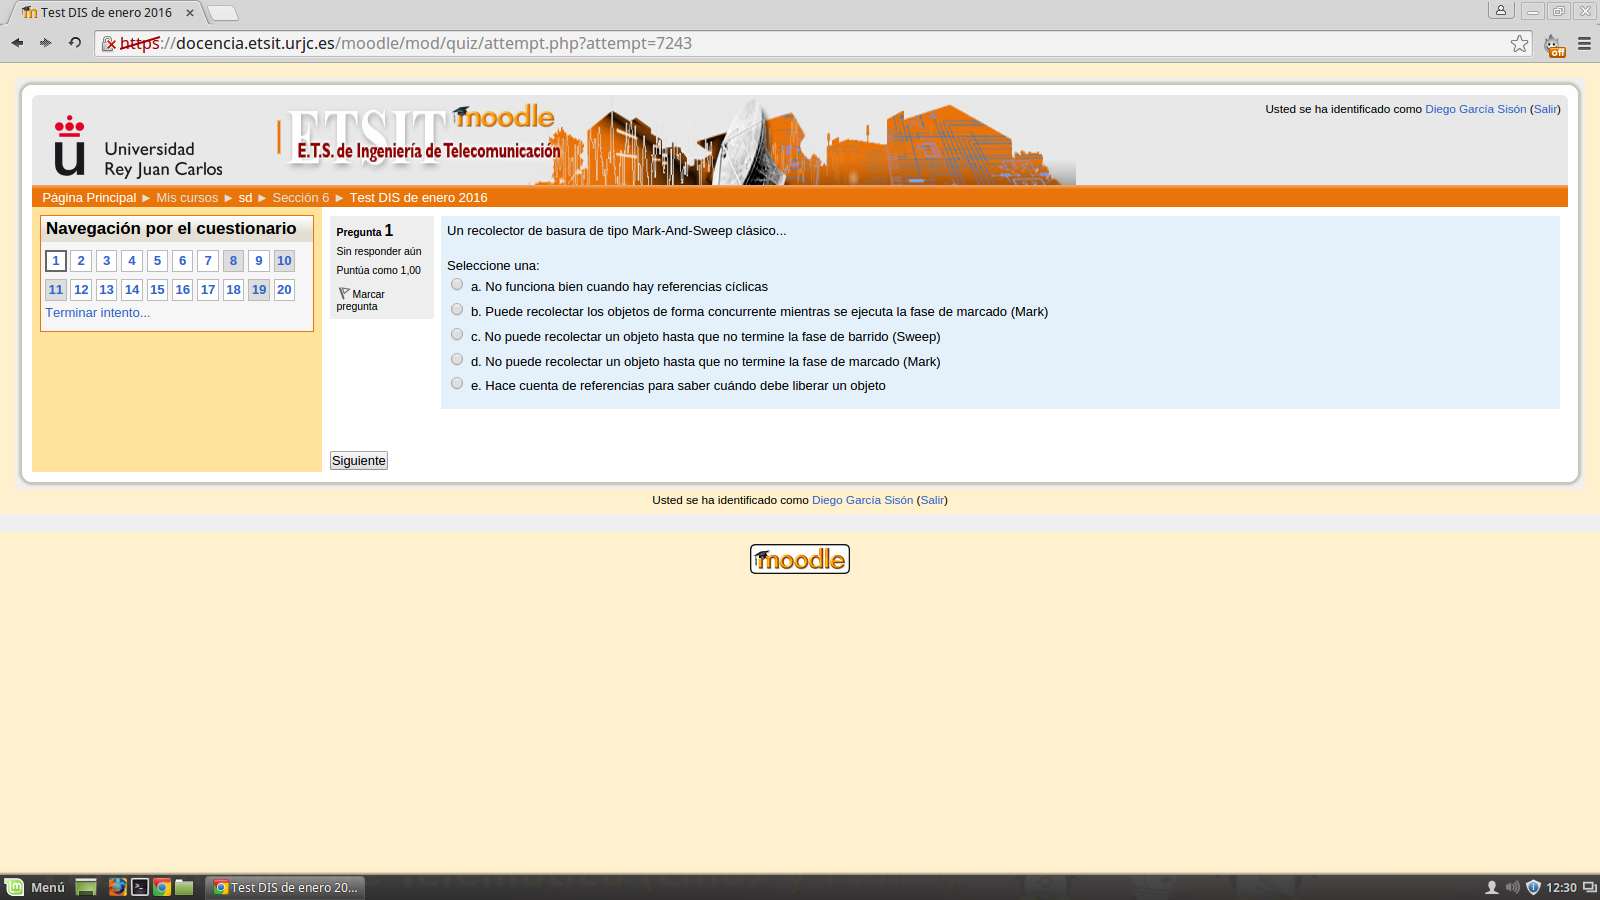 Test DIS de enero 2016
https://docencia.etsit.urjc.es/moodle/mod/quiz/attempt.php?attempt=7243
off
Universidad
Rey Juan Carlos
ETSIT moodle
E.T.S. de Ingeniería de Telecomunicación
Usted se ha identificado como Diego García Sisón (Salir)
Página Principal ► Mis cursos ► sd ► Sección 6 ► Test DIS de enero 2016
Navegación por el cuestionario
1 2 3 4 5 6 7 8 9 10
11 12 13 14 15 16 17 18 19 20
Terminar intento...
Pregunta 1
Sin responder aún
Puntúa como 1,00
Marcar
pregunta
Un recolector de basura de tipo Mark-And-Sweep clásico...
Seleccione una:
a. No funciona bien cuando hay referencias cíclicas
b. Puede recolectar los objetos de forma concurrente mientras se ejecuta la fase de marcado (Mark)
c. No puede recolectar un objeto hasta que no termine la fase de barrido (Sweep)
d. No puede recolectar un objeto hasta que no termine la fase de marcado (Mark)
e. Hace cuenta de referencias para saber cuándo debe liberar un objeto
Siguiente
Usted se ha identificado como Diego García Sisón (Salir)
moodle
Menú
Test DIS de enero 20...
12:30